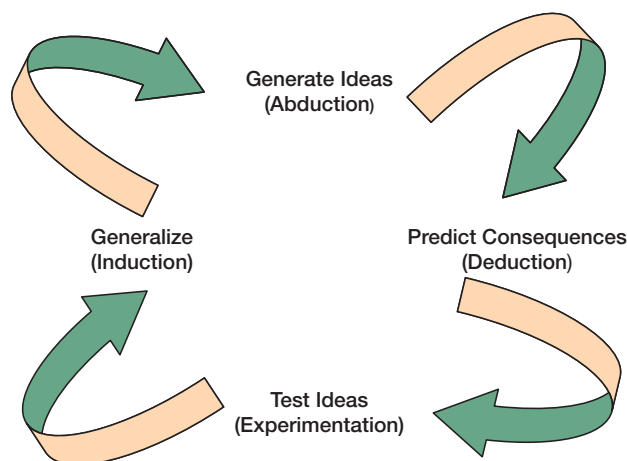 Generate Ideas
(Abduction)
Generalize
(Induction)
Predict Consequences
(Deduction)
Test Ideas
(Experimentation)